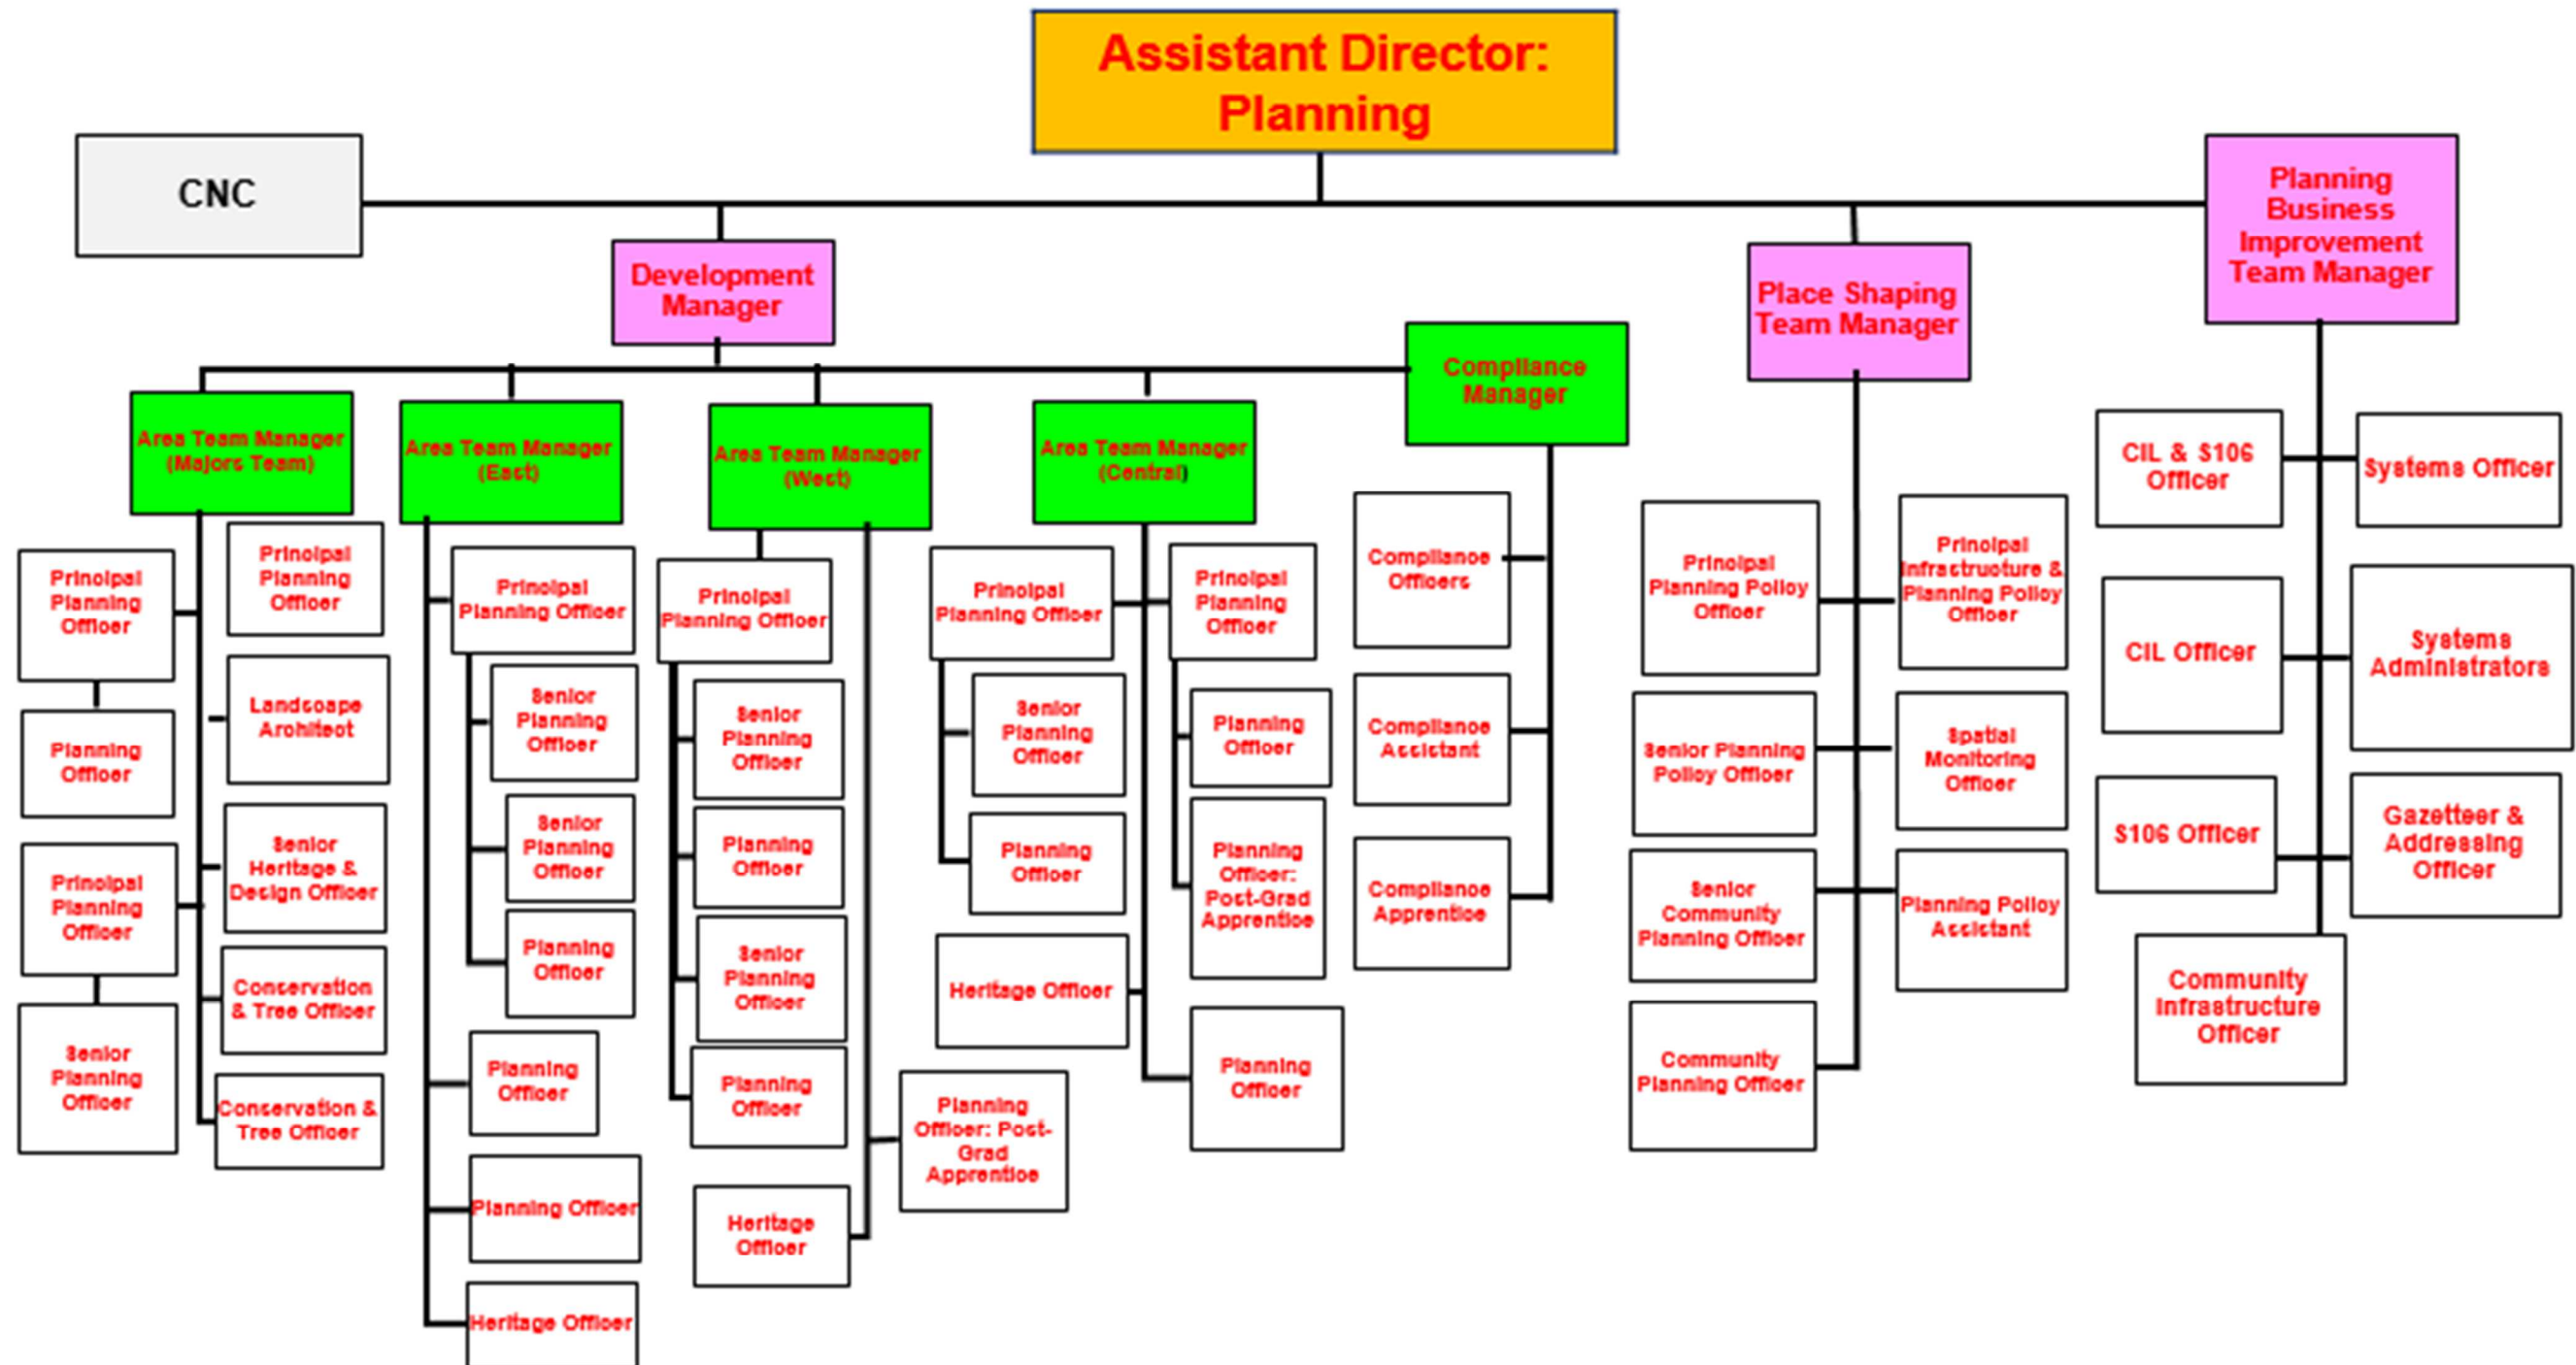 Assistant Director:
Planning
CNC
Planning
Business
Improvement
Team Manager
Development
Manager
Place Shaping
Team Manager
Compliance
Manager
Area Team Manager
(Majors Team)
Area Team Manager
(East)
Area Team Manager
(West)
Area Team Manager
(Central)
Principal
Planning
Officer
Planning
Officer
Principal
Planning
Officer
Senior
Planning
Officer
Principal
Planning
Officer
Landscape
Architect
Senior
Heritage &
Design Officer
Conservation
& Tree Officer
Conservation &
Tree Officer
Principal
Planning Officer
Senior
Planning
Officer
Senior
Planning
Officer
Planning
Officer
Planning
Officer
Planning Officer
Heritage Officer
Principal
Planning Officer
Senior
Planning
Officer
Planning
Officer
Senior
Planning
Officer
Planning
Officer
Heritage
Officer
Planning
Officer: Post-
Grad
Apprentice
Principal
Planning Officer
Senior
Planning
Officer
Planning
Officer
Heritage Officer
Principal
Planning
Officer
Planning
Officer
Planning
Officer:
Post-Grad
Apprentice
Planning
Officer
Compliance
Officers
Compliance
Assistant
Compliance
Apprentice
Principal
Planning Policy
Officer
Senior Planning
Policy Officer
Senior
Community
Planning Officer
Community
Planning Officer
Principal
Infrastructure &
Planning Policy
Officer
Spatial
Monitoring
Officer
Planning Policy
Assistant
CIL & S106
Officer
CIL Officer
S106 Officer
Systems Officer
Systems
Administrators
Gazetteer &
Addressing
Officer
Community
Infrastructure
Officer